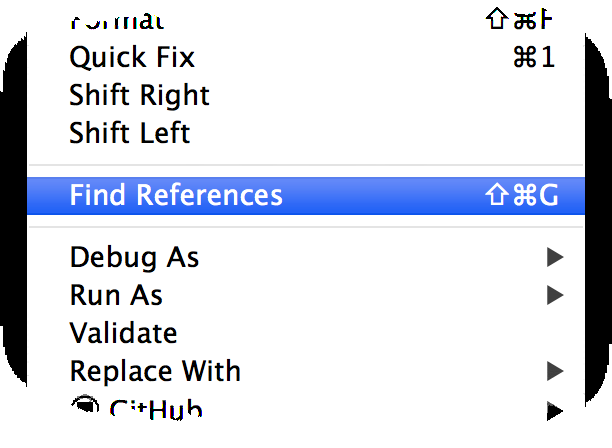 Format ⇧⌘F
Quick Fix ⌘1
Shift Right
Shift Left
Find References ⇧⌘G
Debug As ▶
Run As ▶
Validate
Replace With ▶
GitHub ▶